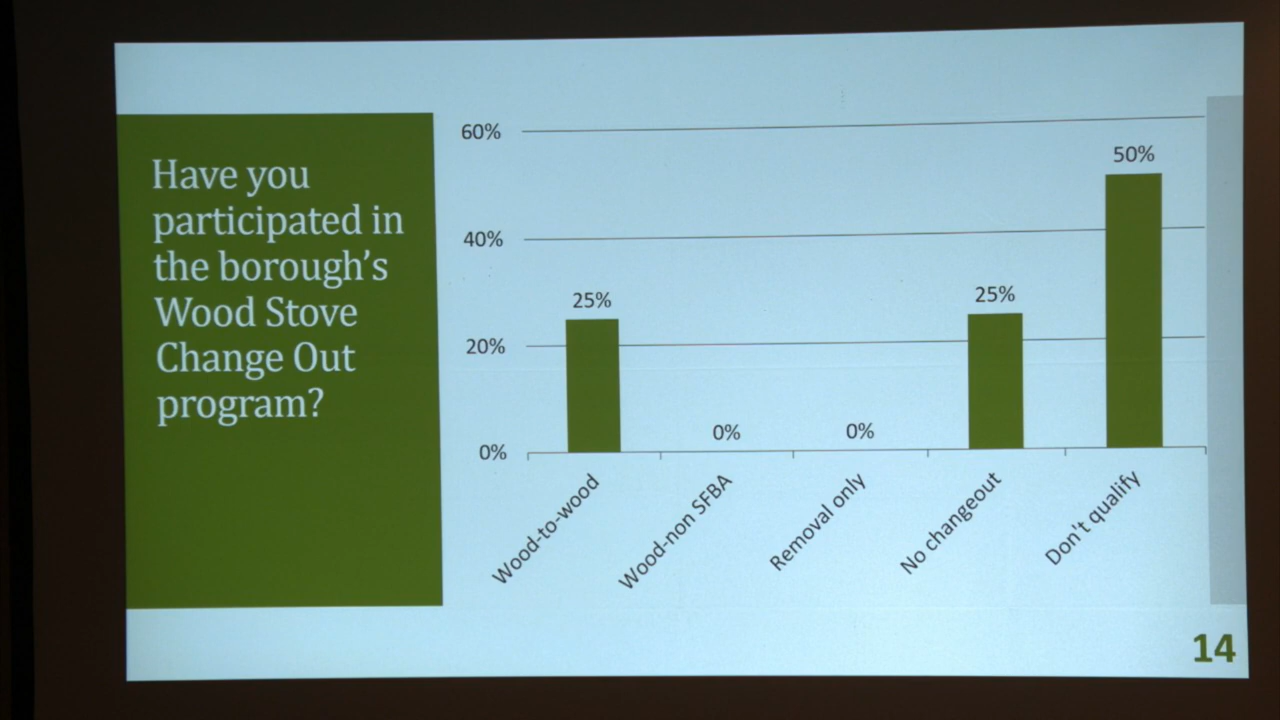 Have you
participated in
the borough's
Wood Stove
Change Out
program?
60%
40%
20%
0%
25%
0%
0%
25%
50%
Wood-to-wood
Wood-non SFBA
Removal only
No changeout
Don't qualify
14